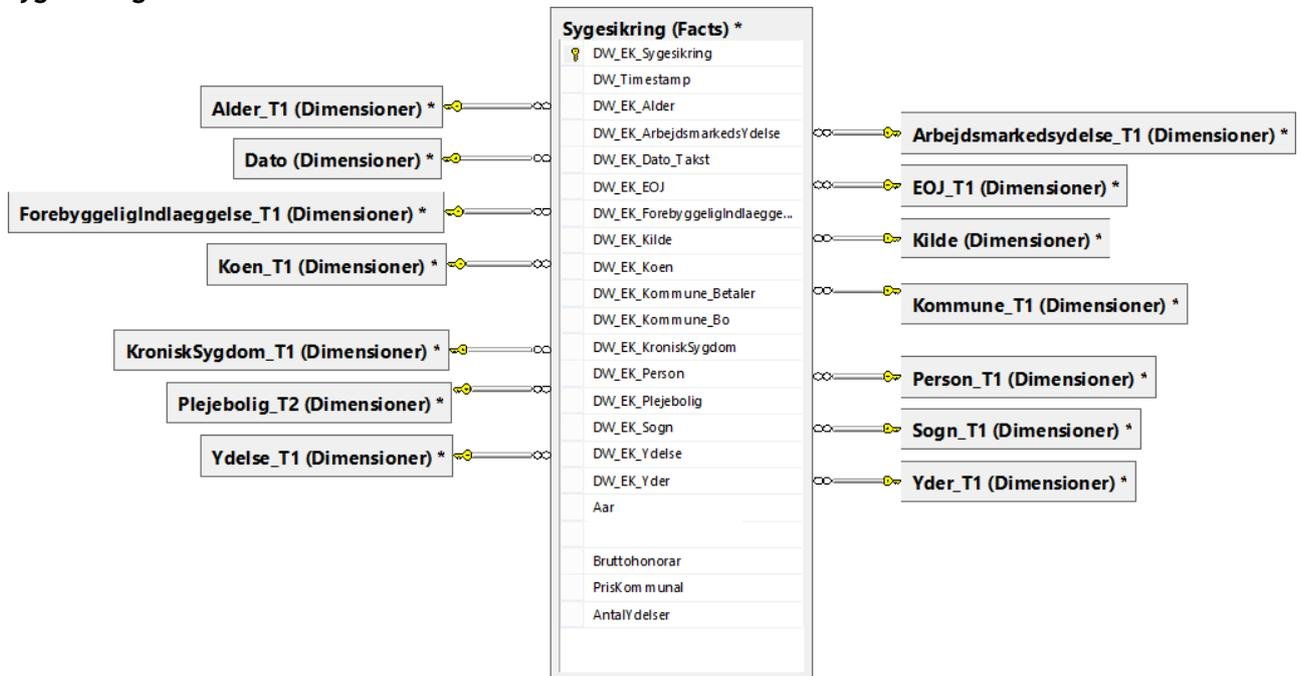 Sygesikring (Facts) *
DW_EK_Sygesikring
DW_Timestamp
DW_EK_Alder
DW_EK_ArbejdsmarkedsYdelse
DW_EK_Dato_Takst
DW_EK_EOJ
DW_EK_ForebyggeligIndlaegge...
DW_EK_Kilde
DW_EK_Koen
DW_EK_Kommune_Betaler
DW_EK_Kommune_Bo
DW_EK_KroniskSygdom
DW_EK_Person
DW_EK_Plejebolig
DW_EK_Sogn
DW_EK_Ydelse
DW_EK_Yder
Aar
Bruttohonorar
PrisKommunal
AntalYdelser
Alder_T1 (Dimensioner) *
Dato (Dimensioner) *
ForebyggeligIndlaeggelse_T1 (Dimensioner) *
Koen_T1 (Dimensioner) *
KroniskSygdom_T1 (Dimensioner) *
Plejebolig_T2 (Dimensioner) *
Ydelse_T1 (Dimensioner) *
Arbejdsmarkedsydelse_T1 (Dimensioner) *
EOJ_T1 (Dimensioner) *
Kilde (Dimensioner) *
Kommune_T1 (Dimensioner) *
Person_T1 (Dimensioner) *
Sogn_T1 (Dimensioner) *
Yder_T1 (Dimensioner) *